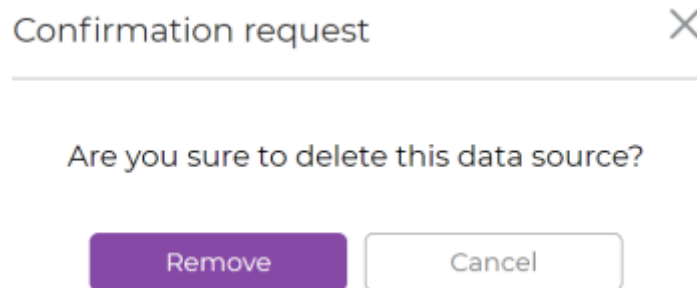 Confirmation request
Are you sure to delete this data source?
Remove
Cancel